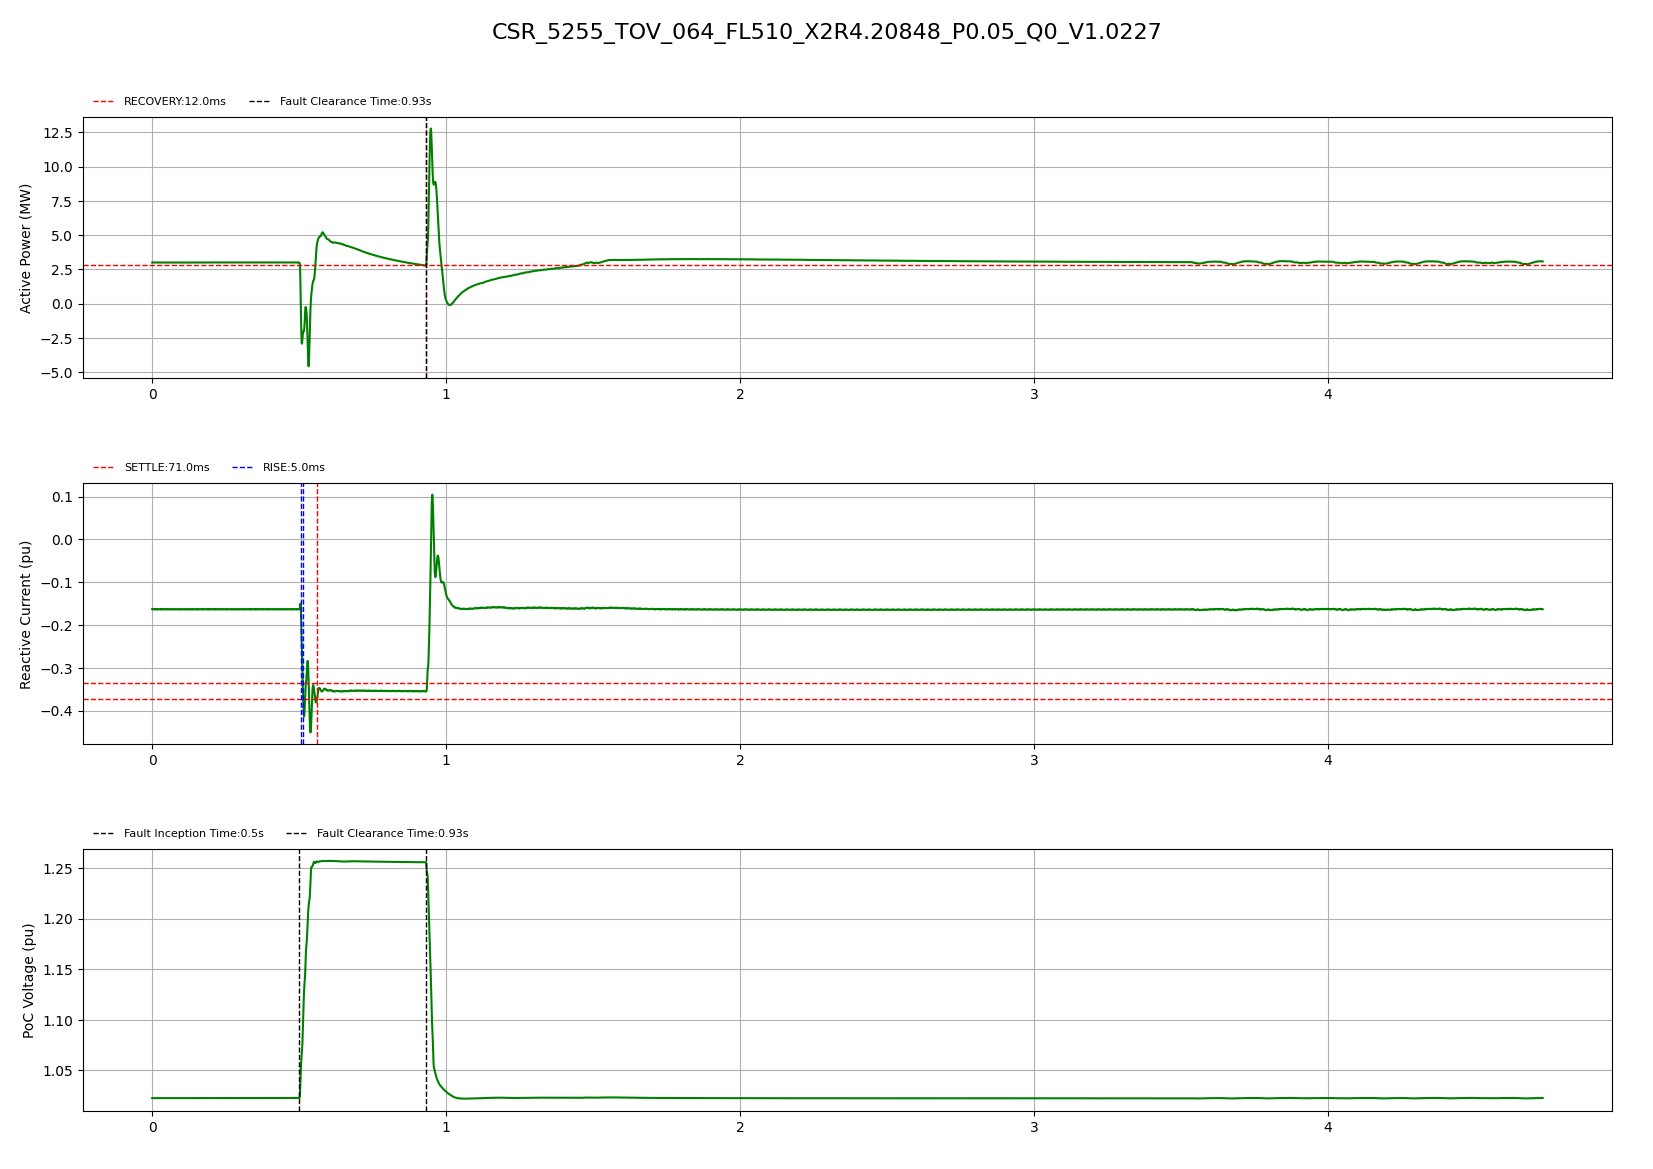 CSR_5255_TOV_064_FL510_X2R4.20848_P0.05_Q0_V1.0227
RECOVERY:12.0ms Fault Clearance Time:0.93s
Active Power (MW)
12.5
10.0
7.5
5.0
2.5
0.0
−2.5
−5.0
0 1 2 3 4
SETTLE:71.0ms RISE:5.0ms
Reactive Current (pu)
0.1
0.0
−0.1
−0.2
−0.3
−0.4
0 1 2 3 4
Fault Inception Time:0.5s Fault Clearance Time:0.93s
PoC Voltage (pu)
1.25
1.20
1.15
1.10
1.05
0 1 2 3 4